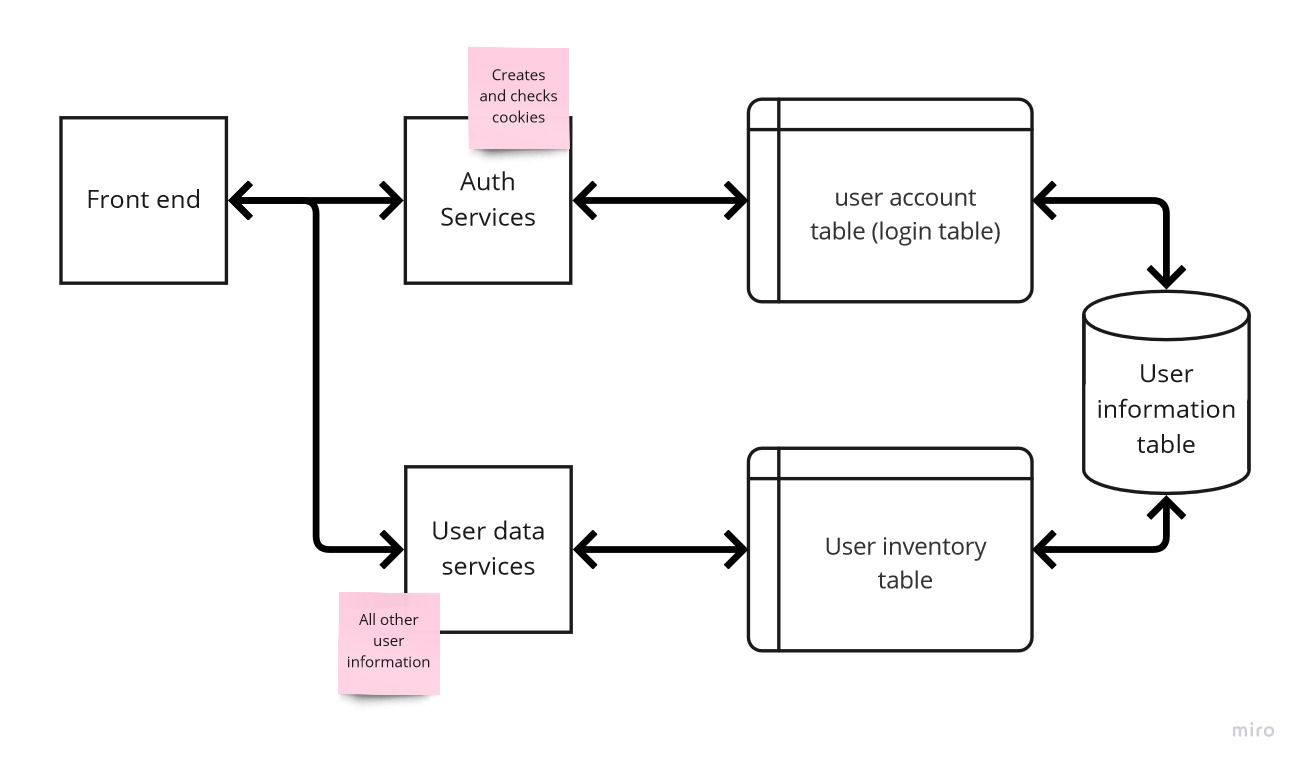 Creates
and checks
cookies
Front end
Auth
Services
user account
table (login table)
User
information
table
User data
services
User inventory
table
All other
user
information
miro